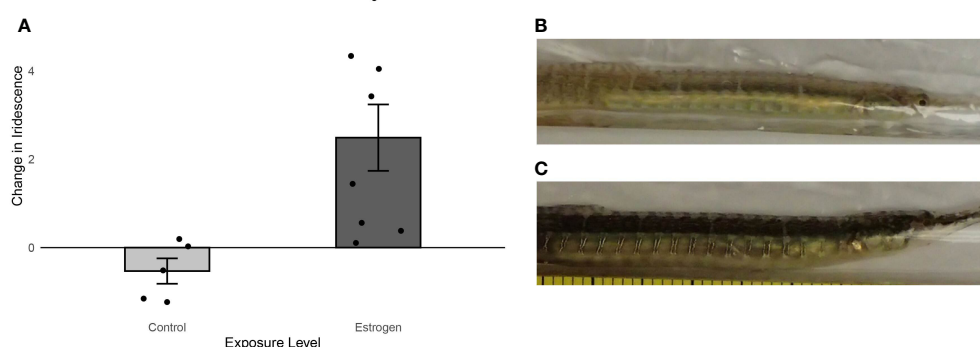 A
Change in Iridescence
4
2
0
Control
Estrogen
Exposure Level
B
C